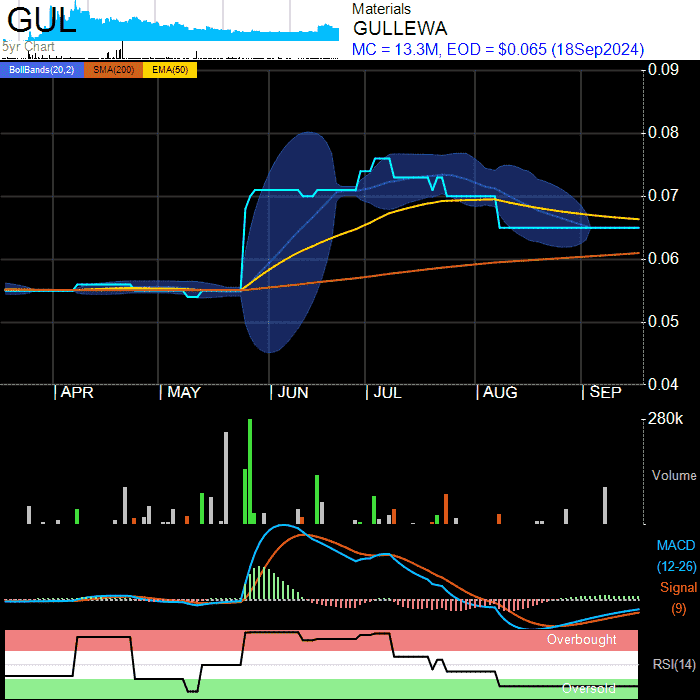 GUL
5yr Chart
Materials
GULLEWA
MC = 13.3M, EOD = $0.065 (18Sep2024)
BollBands(20,2) SMA(200) EMA(50)
0.09
0.08
0.07
0.06
0.05
0.04
APR MAY JUN JUL AUG SEP
280k
Volume
MACD
(12-26)
Signal
(9)
Overbought
RSI(14)
Oversold